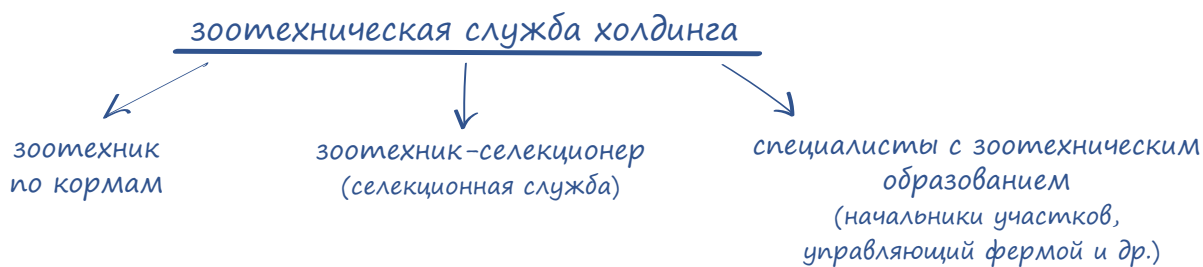 зоотехническая служба холдинга
зоотехник
по кормам
зоотехник-селекционер
(селекционная служба)
специалисты с зоотехническим
образованием
(начальники участков,
управляющий фермой и др.)